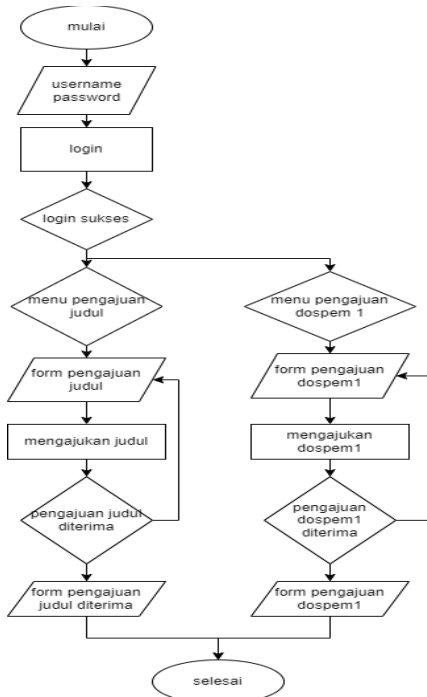 mulai
username
password
login
login sukses
menu pengajuan
judul
menu pengajuan
dospem 1
form pengajuan
judul
form pengajuan
dospem1
mengajukan judul
mengajukan
dospem1
pengajuan judul
diterima
pengajuan
dospem1
diterima
form pengajuan
judul diterima
form pengajuan
dospem1
selesai